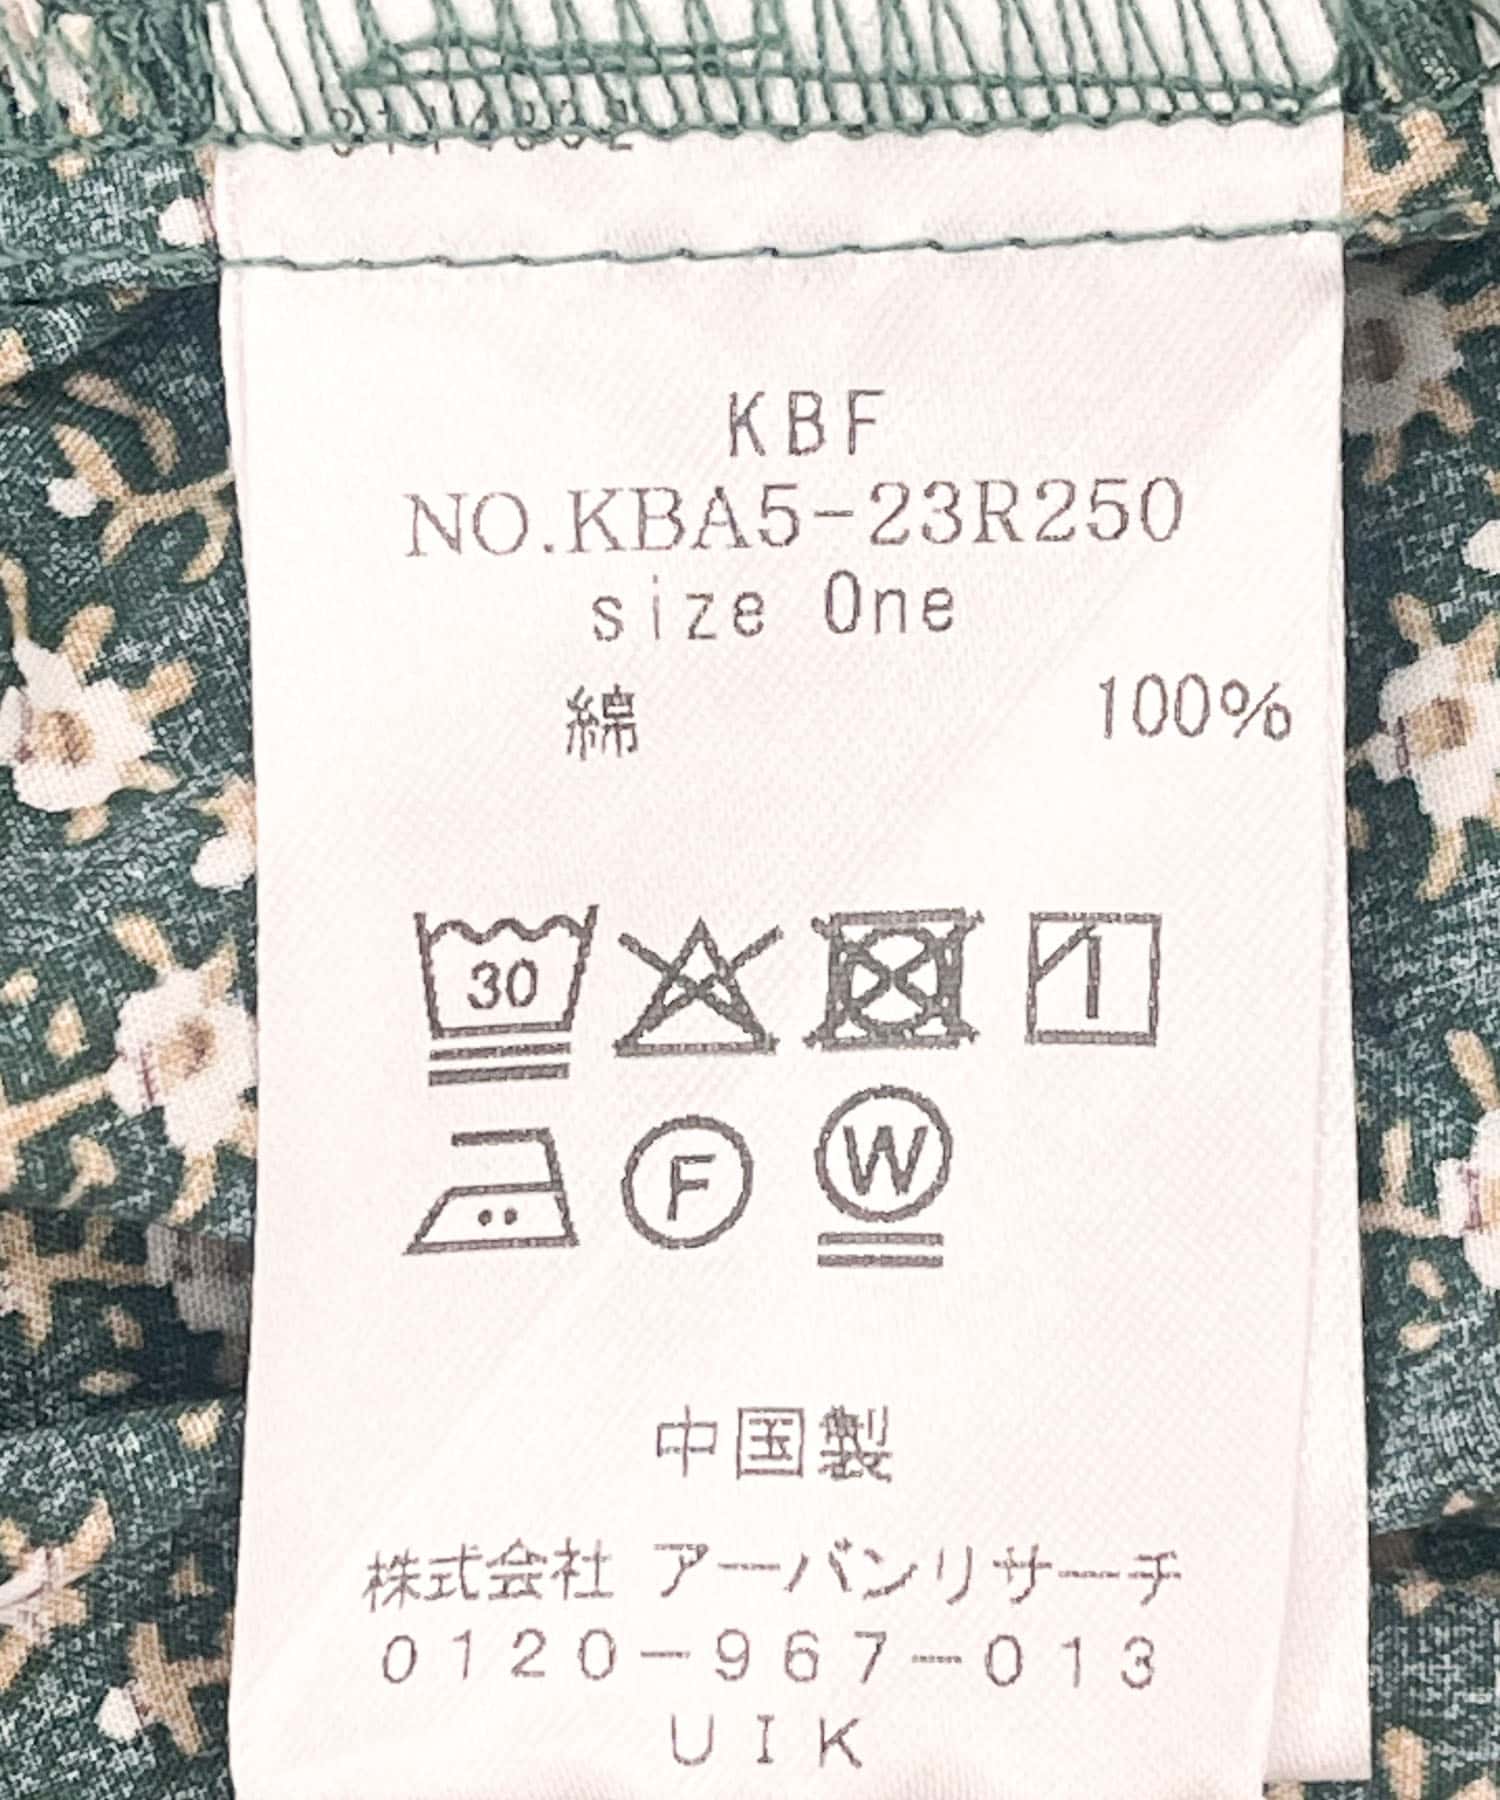 KBF
NO.KBA5-23R250
size One
綿 100%
30
F W
中国製
株式会社 アーバンリサーチ
0120-967-013
UIK